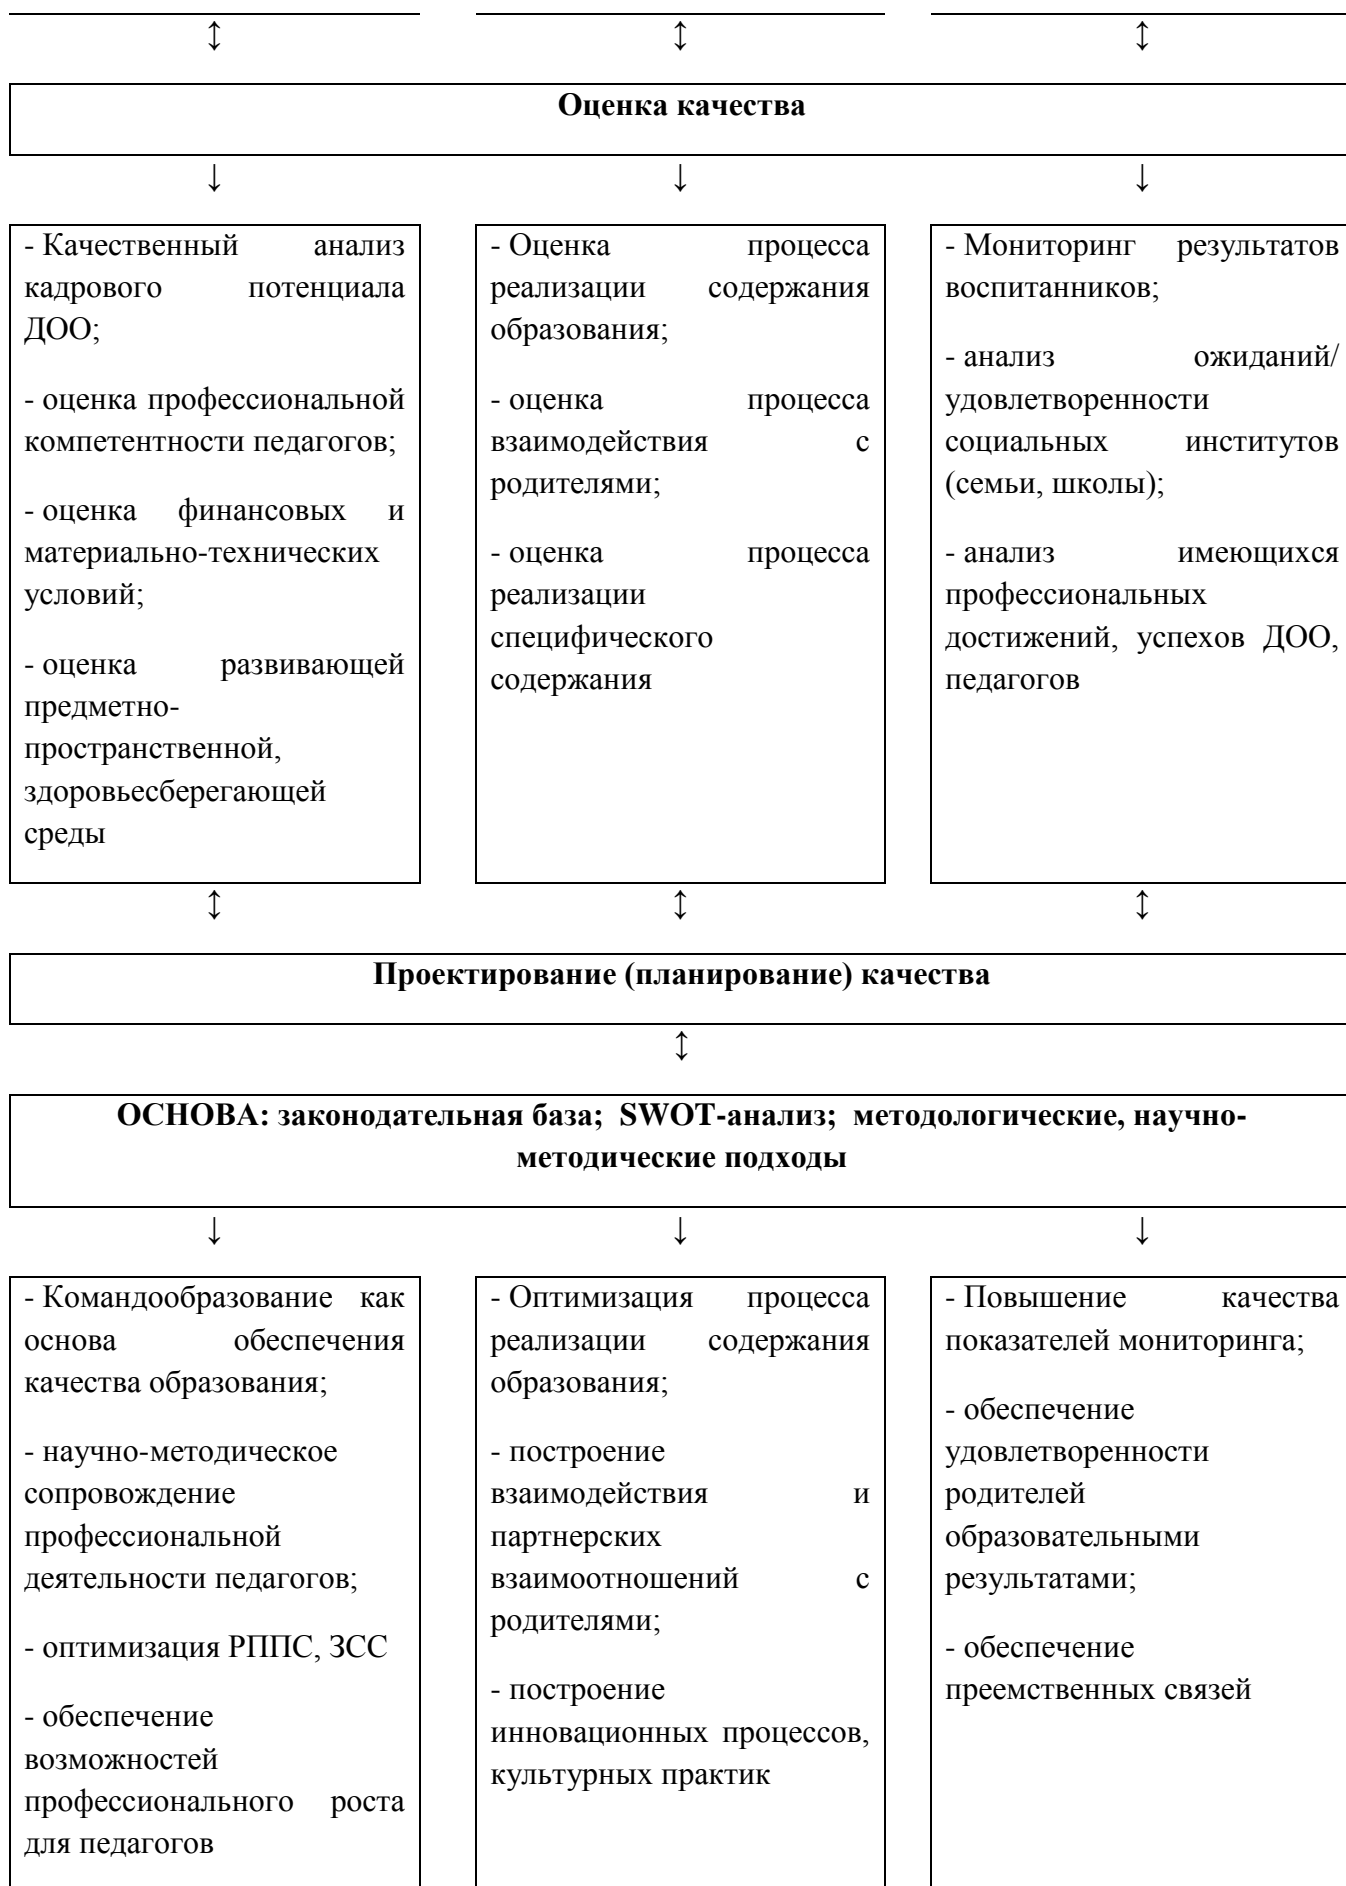 ↕ ↕ ↕
Оценка качества
↓ ↓ ↓
- Качественный анализ
кадрового потенциала
ДОО;
- оценка профессиональной
компетентности педагогов;
- оценка финансовых и
материально-технических
условий;
- оценка развивающей
предметно-
пространственной,
здоровьесберегающей
среды
- Оценка процесса
реализации содержания
образования;
- оценка процесса
взаимодействия с
родителями;
- оценка процесса
реализации
специфического
содержания
- Мониторинг результатов
воспитанников;
- анализ ожиданий/
удовлетворенности
социальных институтов
(семьи, школы);
- анализ имеющихся
профессиональных
достижений, успехов ДОО,
педагогов
↕ ↕ ↕
Проектирование (планирование) качества
↕
ОСНОВА: законодательная база; SWOT-анализ; методологические, научно-
методические подходы
↓ ↓ ↓
- Командообразование как
основа обеспечения
качества образования;
- научно-методическое
сопровождение
профессиональной
деятельности педагогов;
- оптимизация РППС, ЗСС
- обеспечение
возможностей
профессионального роста
для педагогов
- Оптимизация процесса
реализации содержания
образования;
- построение
взаимодействия и
партнерских
взаимоотношений с
родителями;
- построение
инновационных процессов,
культурных практик
- Повышение качества
показателей мониторинга;
- обеспечение
удовлетворенности
родителей
образовательными
результатами;
- обеспечение
преемственных связей